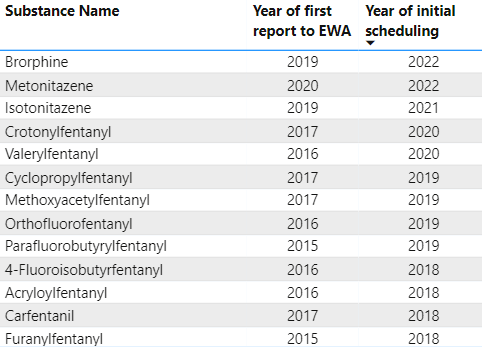 Substance Name Year of first report to EWA Year of initial scheduling
Brorphine 2019 2022
Metonitazene 2020 2022
Isotonitazene 2019 2021
Crotonylfentanyl 2017 2020
Valerylfentanyl 2016 2020
Cyclopropylfentanyl 2017 2019
Methoxyacetylfentanyl 2017 2019
Orthofluorofentanyl 2016 2019
Parafluorobutyrylfentanyl 2015 2019
4-Fluoroisobutyrfentanyl 2016 2018
Acryloylfentanyl 2016 2018
Carfentanil 2017 2018
Furanylfentanyl 2015 2018